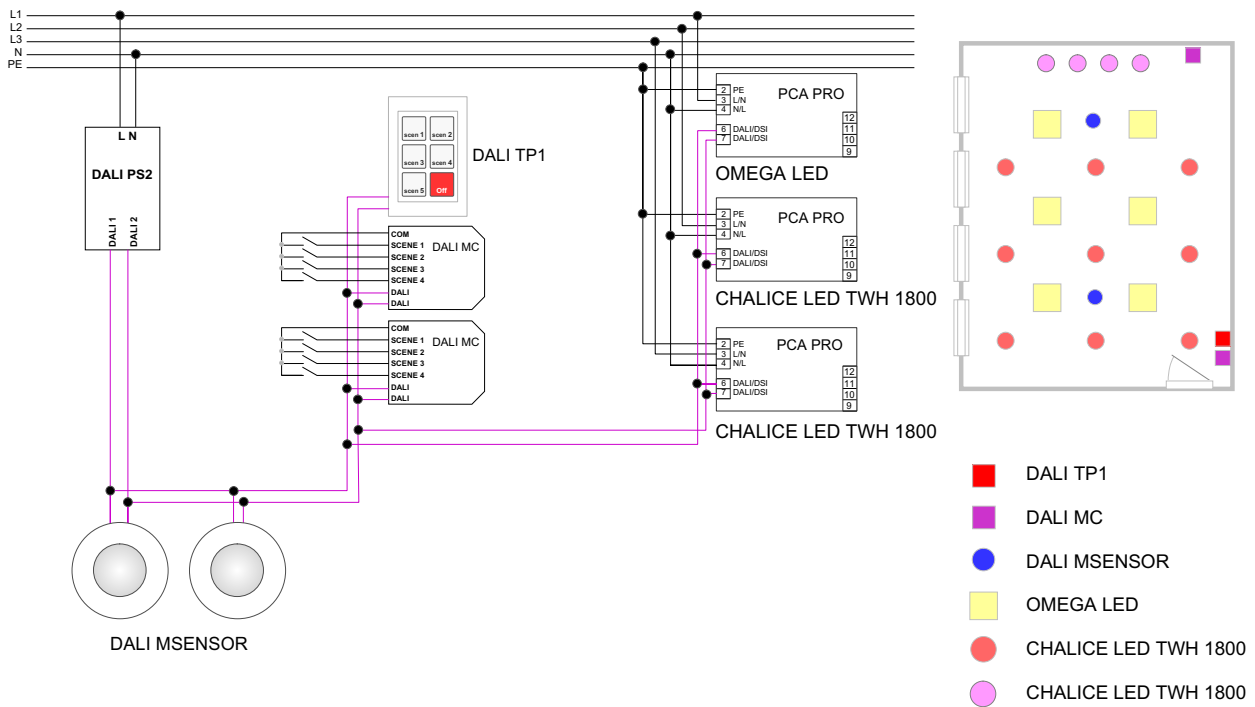 L1
L2
L3
N
PE
L N
DALI PS2
DALI 1
DALI 2
scen 1
scen 2
scen 3
scen 4
scen 5
Off
DALI TP1
COM
SCENE 1
SCENE 2
SCENE 3
SCENE 4
DALI
DALI
DALI MC
COM
SCENE 1
SCENE 2
SCENE 3
SCENE 4
DALI
DALI
DALI MC
DALI MSENSOR
2 PE
3 L/N
4 N/L
6 DALI/DSI
7 DALI/DSI
PCA PRO
12
11
10
9
OMEGA LED
2 PE
3 L/N
4 N/L
6 DALI/DSI
7 DALI/DSI
PCA PRO
12
11
10
9
CHALICE LED TWH 1800
2 PE
3 L/N
4 N/L
6 DALI/DSI
7 DALI/DSI
PCA PRO
12
11
10
9
CHALICE LED TWH 1800
DALI TP1
DALI MC
DALI MSENSOR
OMEGA LED
CHALICE LED TWH 1800
CHALICE LED TWH 1800